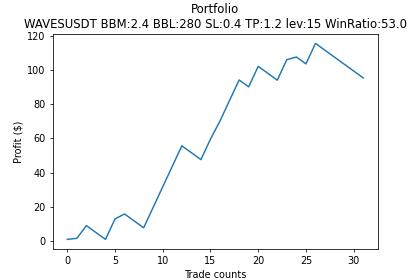 Portfolio
WAVESUSDT BBM:2.4 BBL:280 SL:0.4 TP:1.2 lev:15 WinRatio:53.0
120
100
80
60
40
20
0
Profit ($)
0 5 10 15 20 25 30
Trade counts